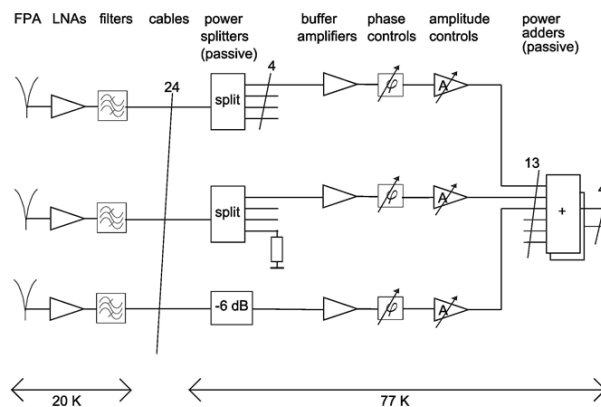 FPA LNAs filters cables power splitters (passive) buffer amplifiers phase controls amplitude controls power adders (passive)
24
4
split
φ
A
13
4
split
φ
A
+
-6 dB
φ
A
20 K
77 K